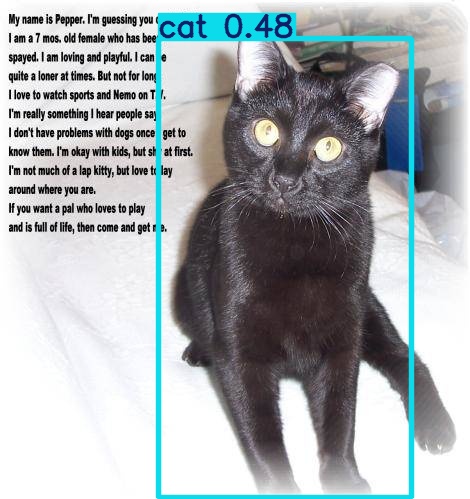 cat 0.48
My name is Pepper. I'm guessing you
I am a 7 mos. old female who has been
spayed. I am loving and playful. I can be
quite a loner at times. But not for long
I love to watch sports and Nemo on TV.
I'm really something I hear people say
I don't have problems with dogs once get to
know them. I'm okay with kids, but shy at first.
I'm not much of a lap kitty, but love to lay
around where you are.
If you want a pal who loves to play
and is full of life, then come and get me.